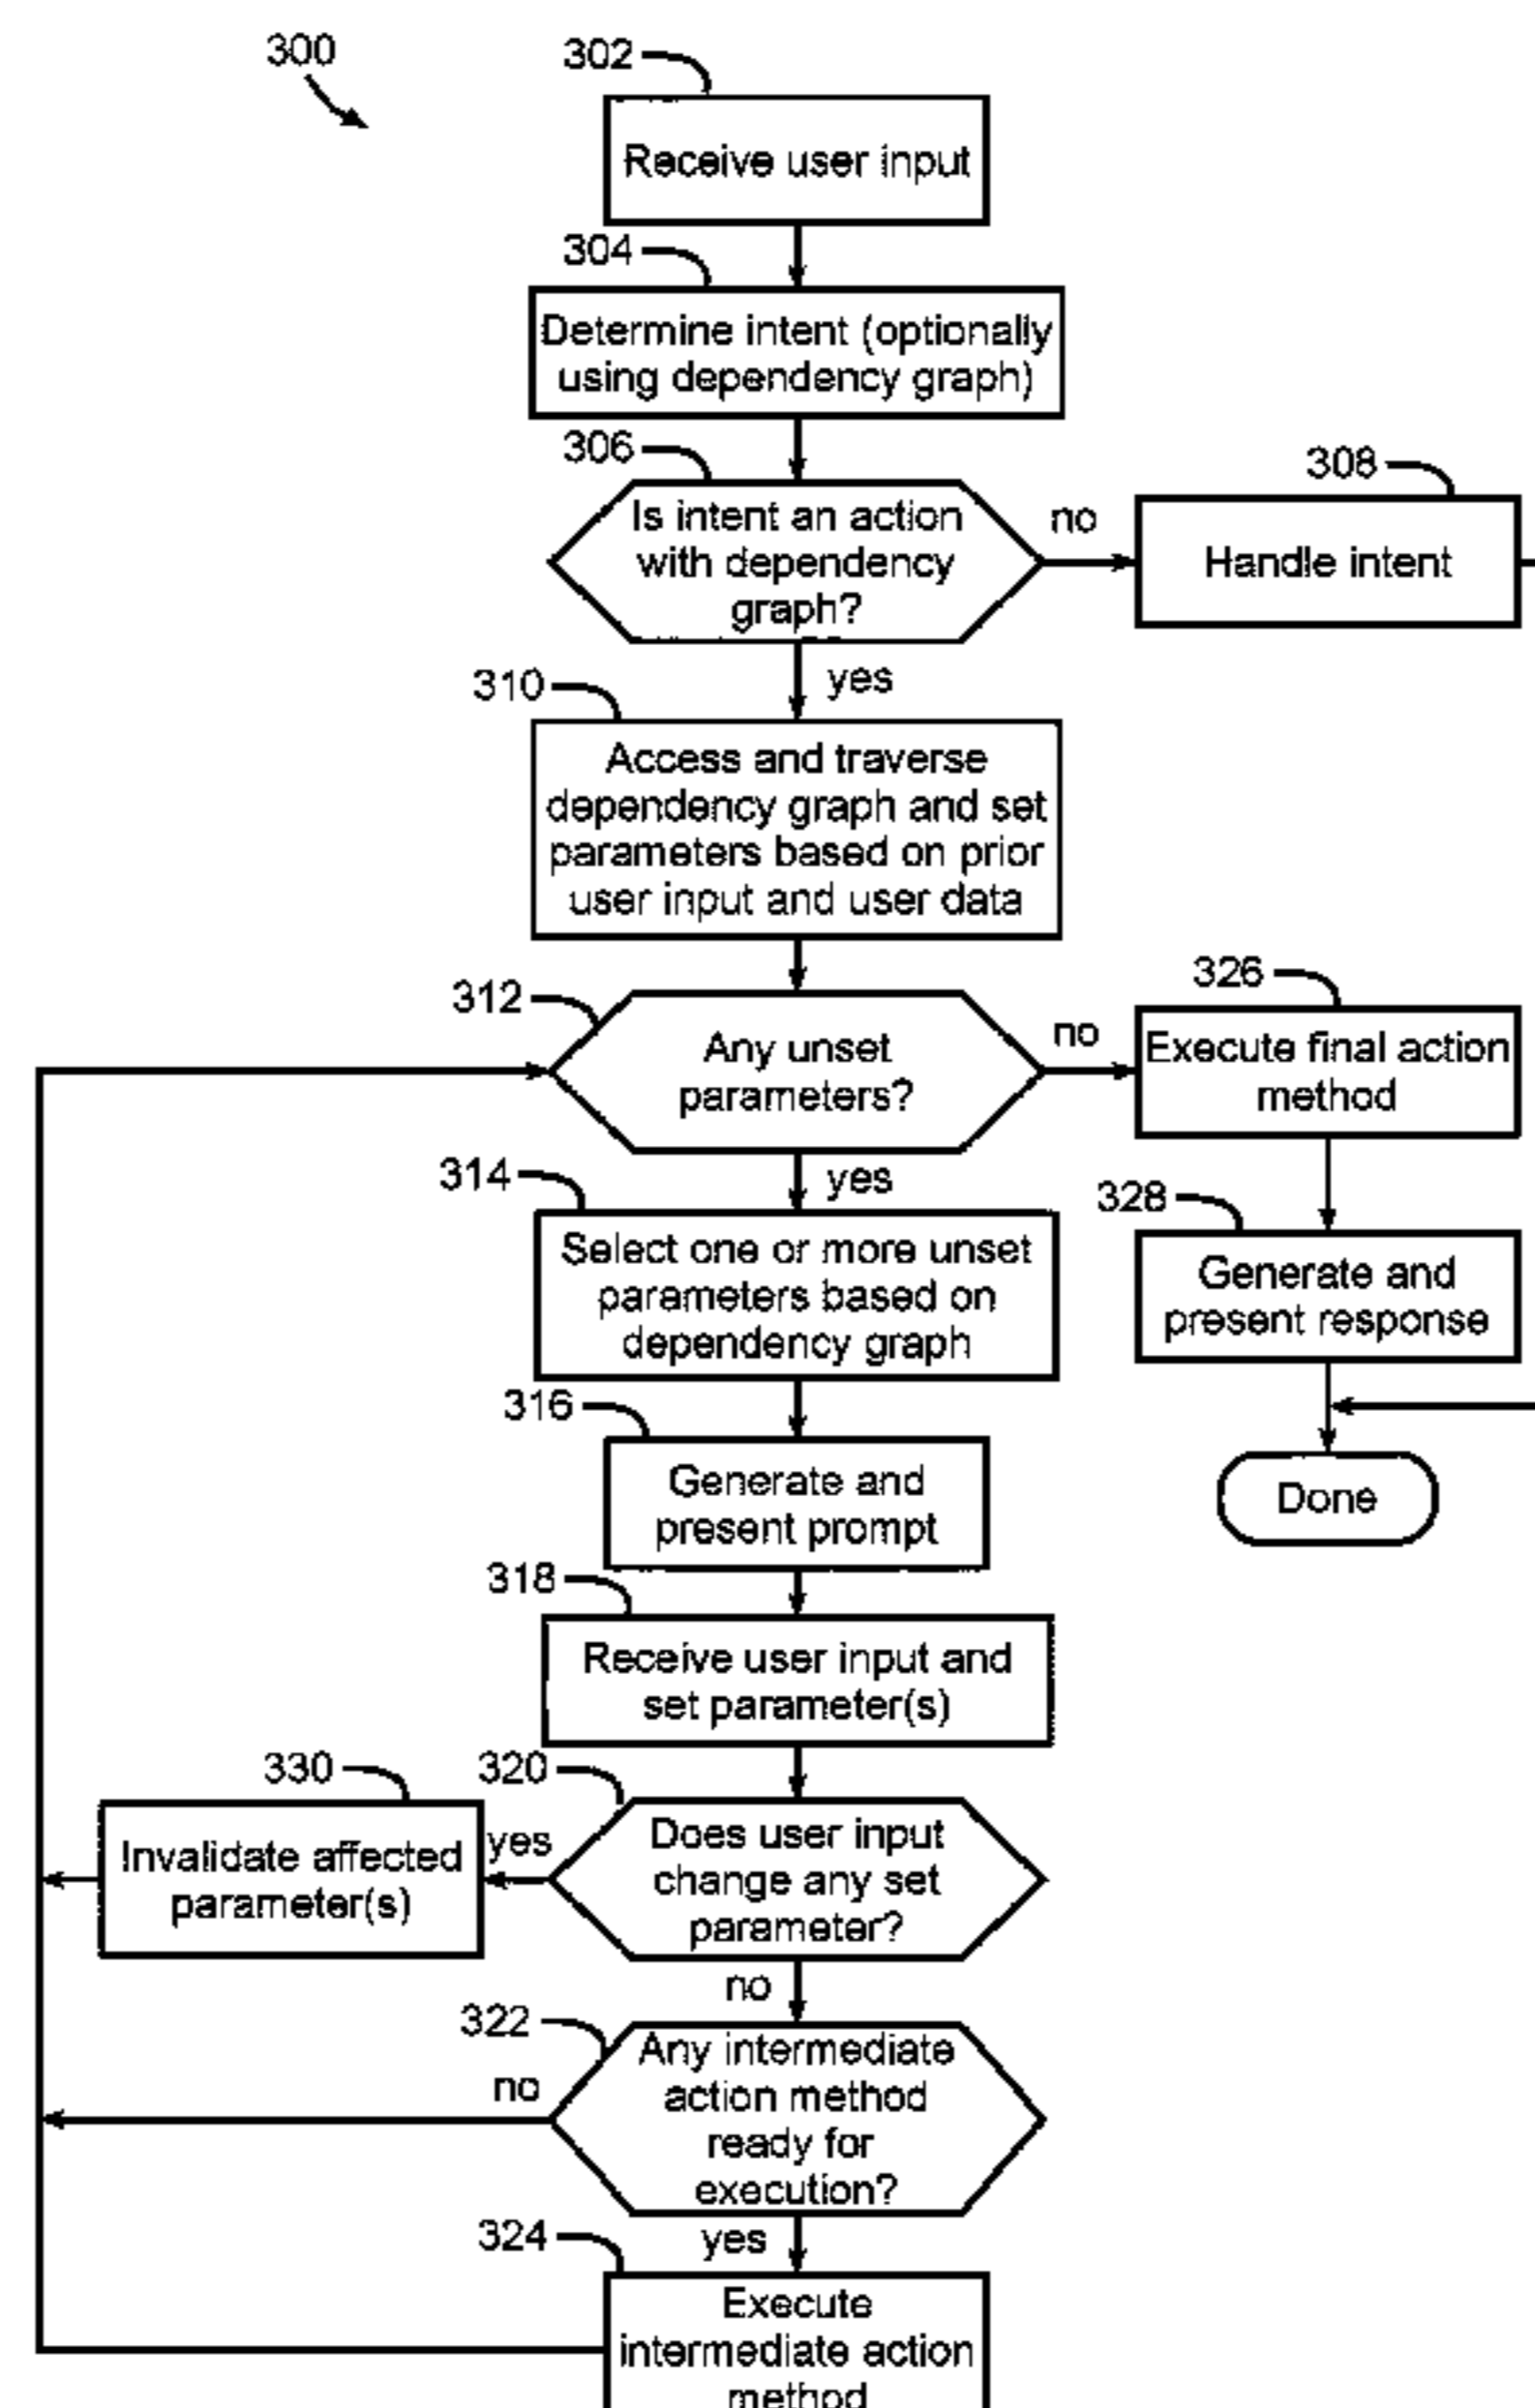 300
302
Receive user input
304
Determine intent (optionally
using dependency graph)
306
Is intent an action
with dependency
graph?
no
308
Handle intent
yes
310
Access and traverse
dependency graph and set
parameters based on prior
user input and user data
312
Any unset
parameters?
no
326
Execute final action
method
yes
314
Select one or more unset
parameters based on
dependency graph
328
Generate and
present response
316
Generate and
present prompt
Done
318
Receive user input and
set parameter(s)
330
Invalidate affected
parameter(s)
yes
320
Does user input
change any set
parameter?
no
322
Any intermediate
action method
ready for
execution?
no
yes
324
Execute
intermediate action
method